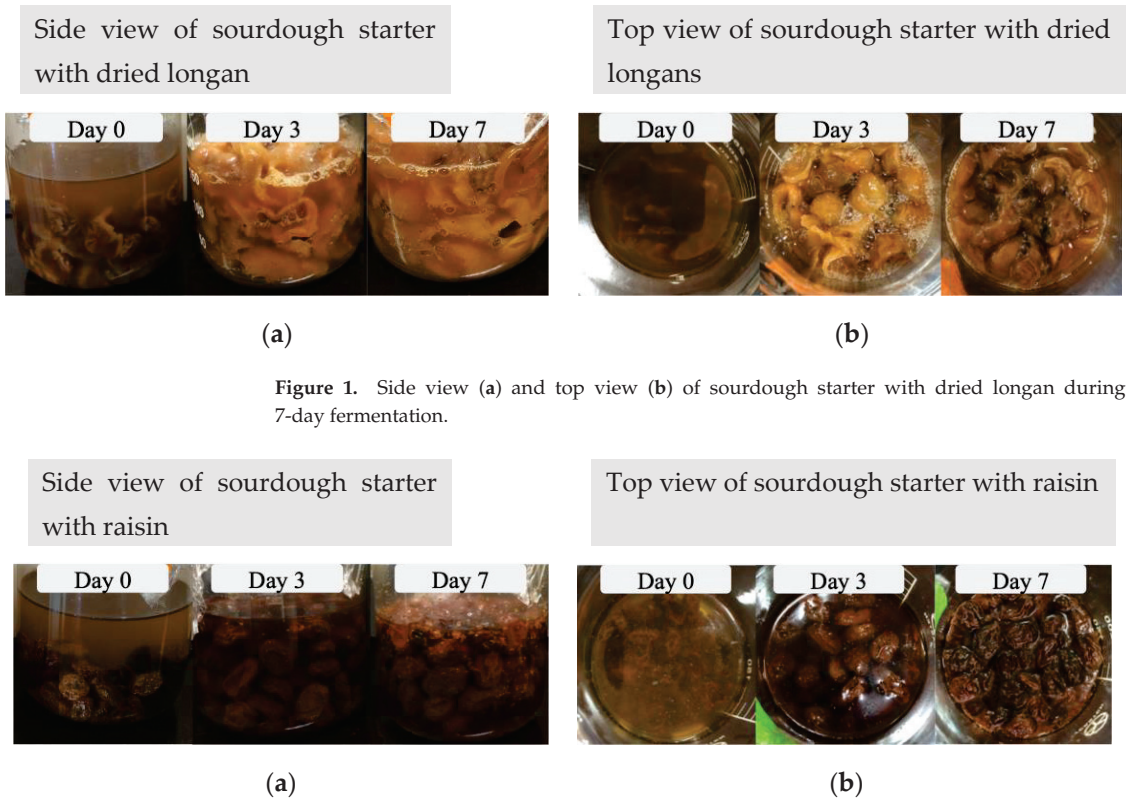 Side view of sourdough starter
with dried longan
Top view of sourdough starter with dried
longans
Day 0
Day 3
Day 7
Day 0
Day 3
Day 7
(a)
(b)
Figure 1. Side view (a) and top view (b) of sourdough starter with dried longan during
7-day fermentation.
Side view of sourdough starter
with raisin
Top view of sourdough starter with raisin
Day 0
Day 3
Day 7
Day 0
Day 3
Day 7
(a)
(b)